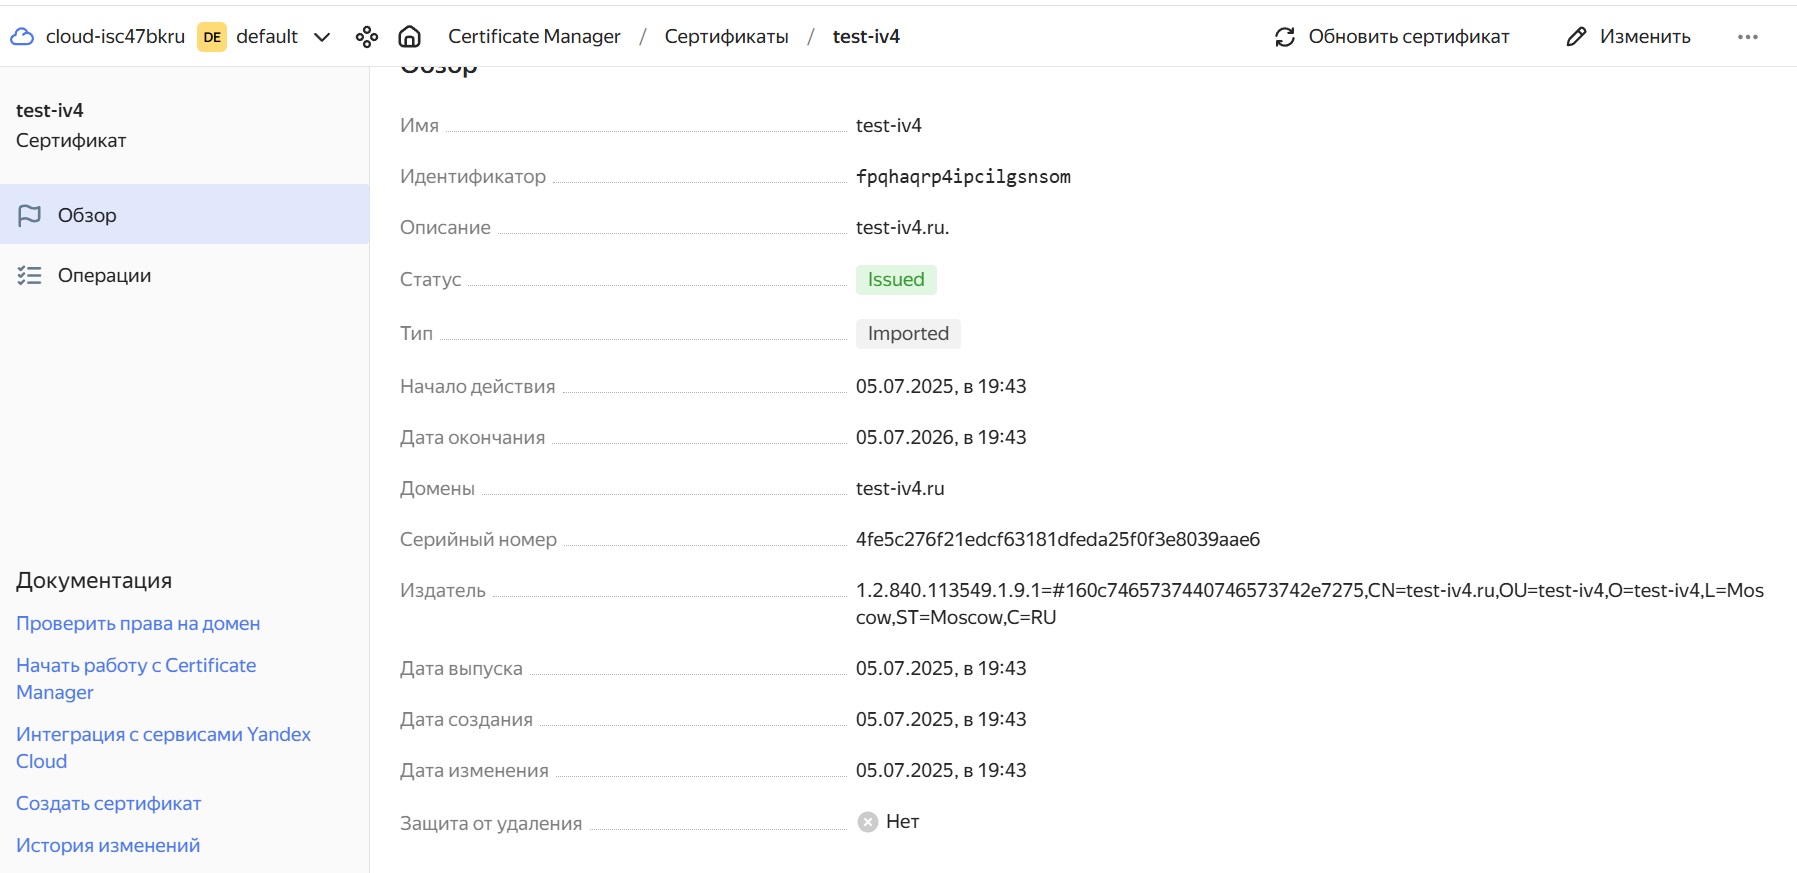 cloud-isc47bkru DE default Certificate Manager / Сертификаты / test-iv4 Обновить сертификат Изменить ...
test-iv4
Сертификат
Обзор
Операции
Документация
Проверить права на домен
Начать работу с Certificate
Manager
Интеграция с сервисами Yandex
Cloud
Создать сертификат
История изменений
Обзор
Имя test-iv4
Идентификатор fpqhaqrp4ipcilgsnsom
Описание test-iv4.ru.
Статус Issued
Тип Imported
Начало действия 05.07.2025, в 19:43
Дата окончания 05.07.2026, в 19:43
Домены test-iv4.ru
Серийный номер 4fe5c276f21edcf63181dfeda25f0f3e8039aae6
Издатель 1.2.840.113549.1.9.1=#160c7465737440746573742e7275,CN=test-iv4.ru,OU=test-iv4,O=test-iv4,L=Mos
cow,ST=Moscow,C=RU
Дата выпуска 05.07.2025, в 19:43
Дата создания 05.07.2025, в 19:43
Дата изменения 05.07.2025, в 19:43
Защита от удаления Нет